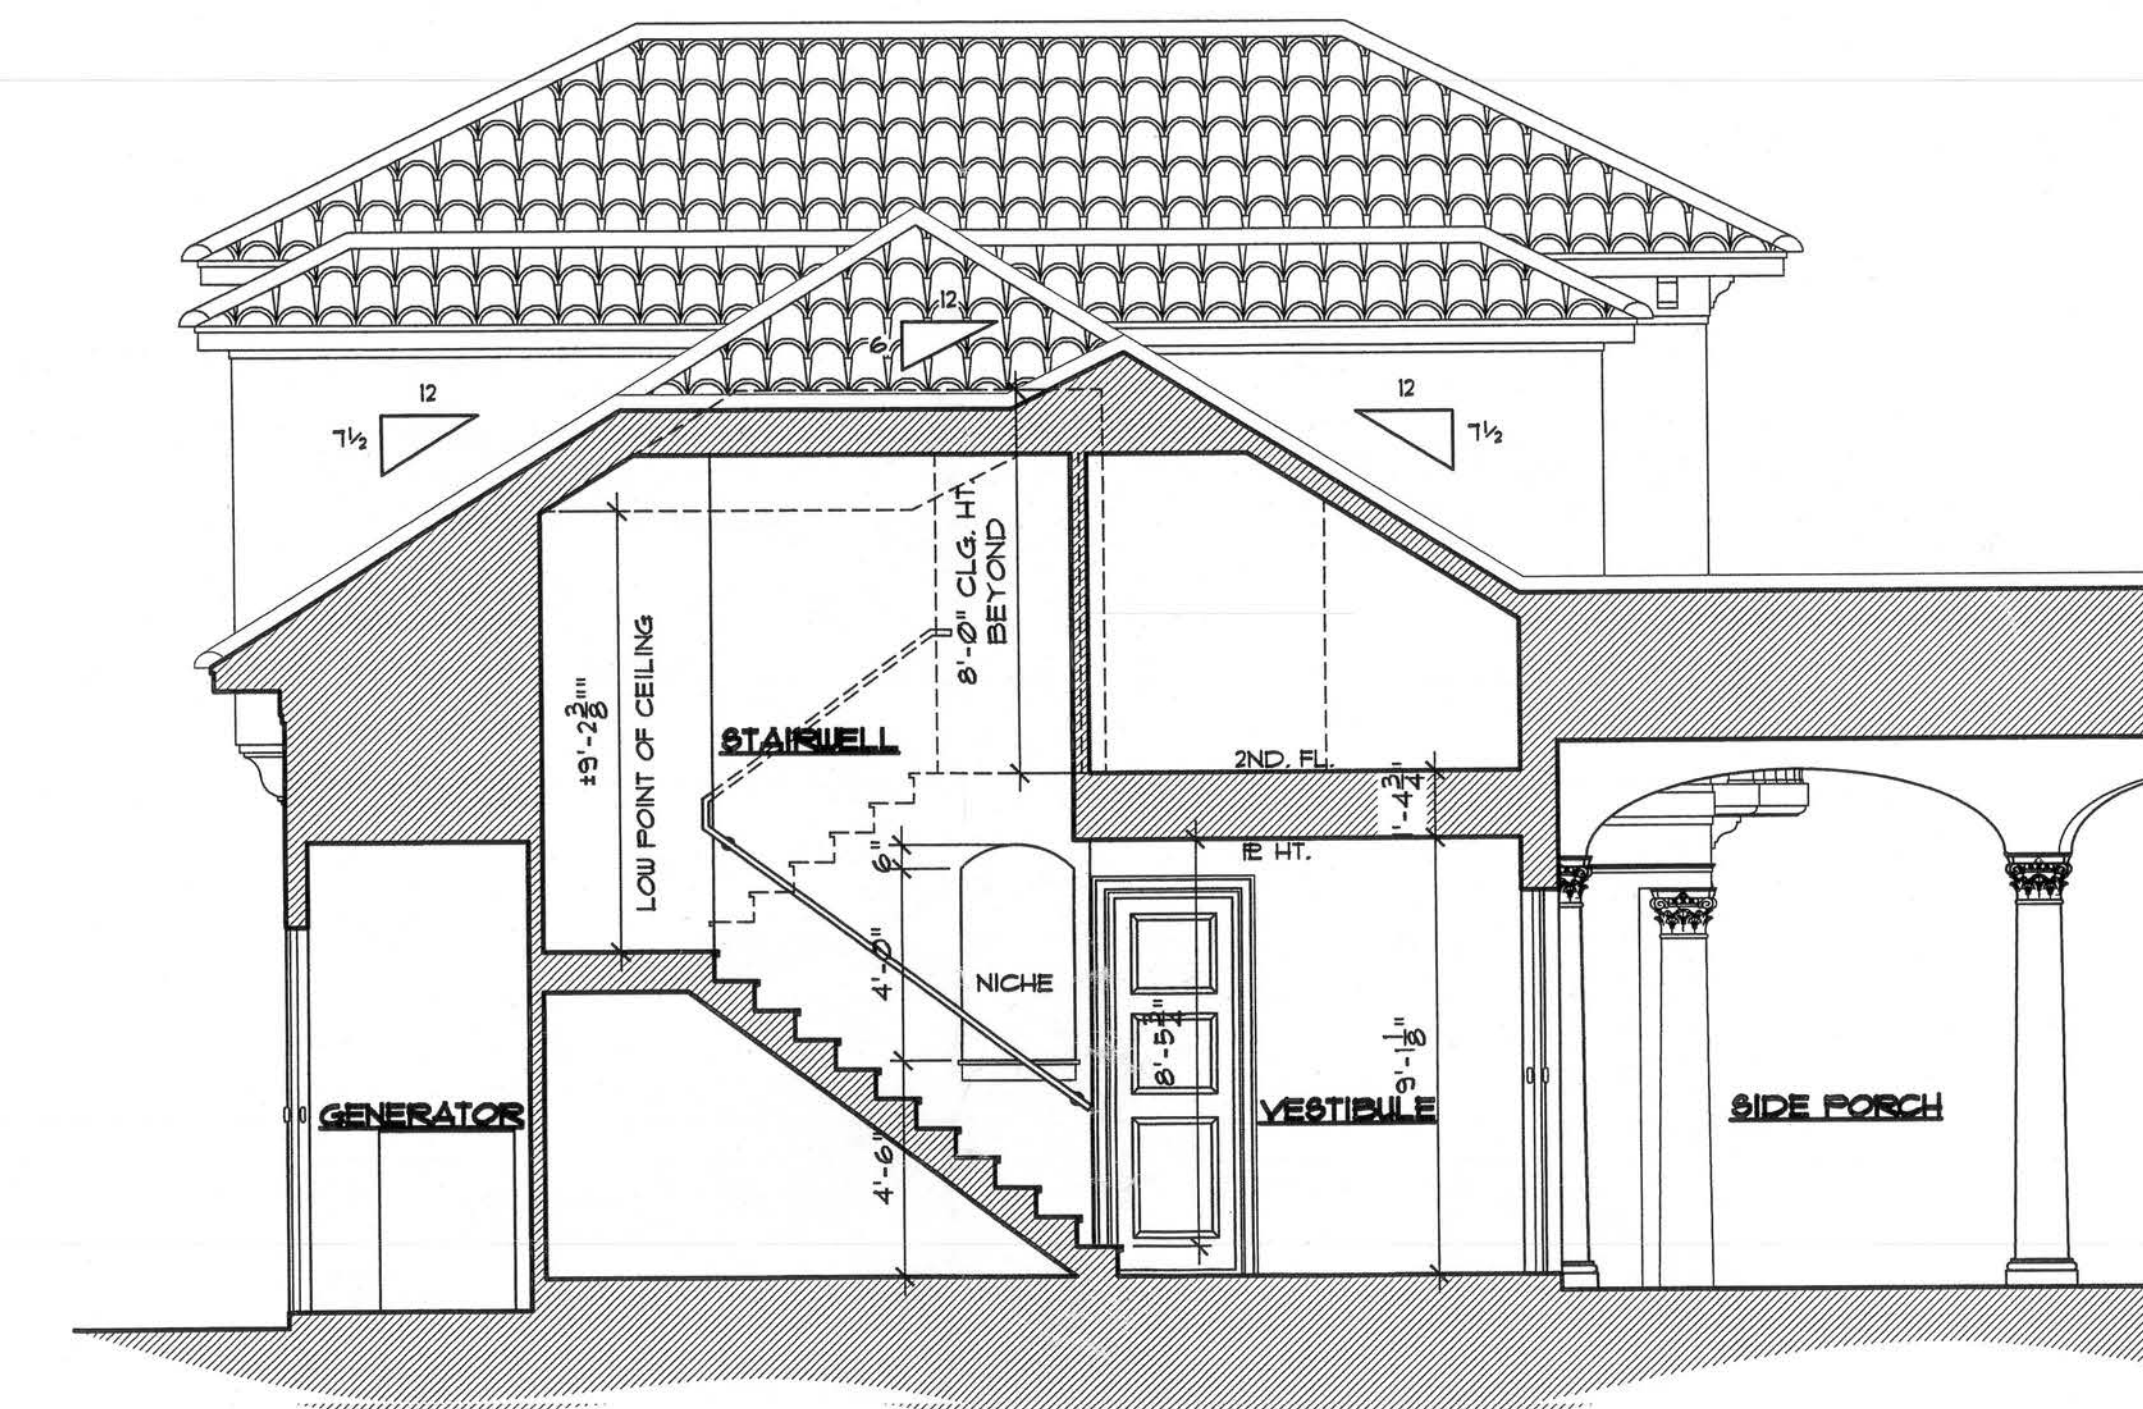 12
6
12
7½
12
7½
8'-0" CLG. HT.
BEYOND
±9'-2⅜"
LOW POINT OF CEILING
STAIRWELL
2ND. FL.
1'-4¾"
6"
HT.
NICHE
4'-0"
8'-5¾"
9'-1⅛"
GENERATOR
VESTIBULE
SIDE PORCH
4'-6"